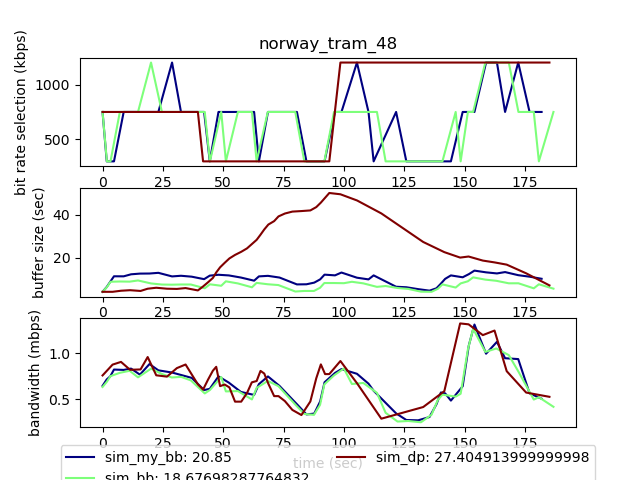 norway_tram_48
bit rate selection (kbps)
1000
500
0 25 50 75 100 125 150 175
buffer size (sec)
40
20
0 25 50 75 100 125 150 175
bandwidth (mbps)
1.0
0.5
0 25 50 75 100 125 150 175
time (sec)
sim_my_bb: 20.85
sim_dp: 27.404913999999998
sim_bb: 18.67698287764832